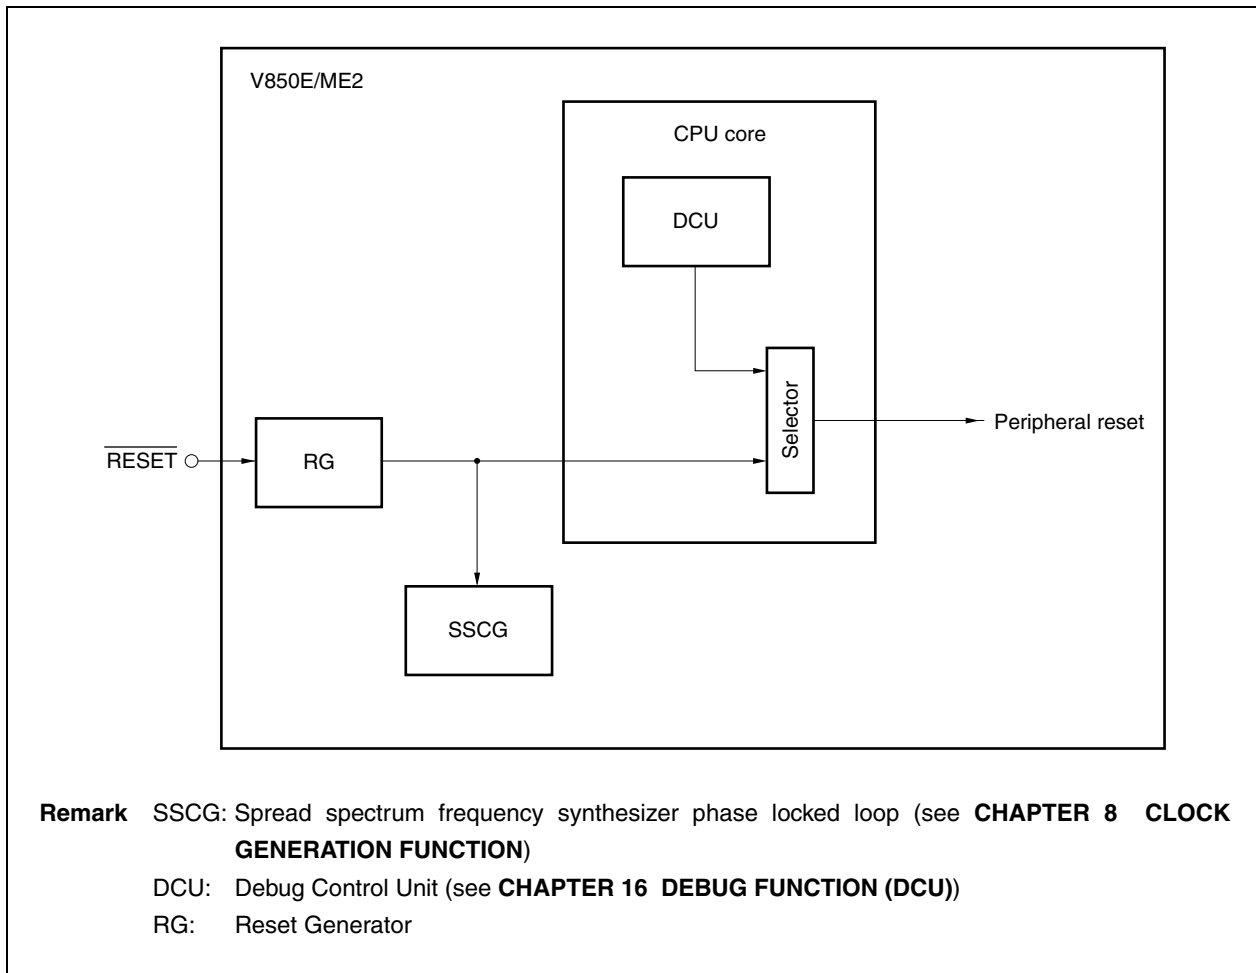 V850E/ME2
CPU core
DCU
Selector
Peripheral reset
RESET
RG
SSCG
Remark SSCG: Spread spectrum frequency synthesizer phase locked loop (see CHAPTER 8 CLOCK
GENERATION FUNCTION)
DCU: Debug Control Unit (see CHAPTER 16 DEBUG FUNCTION (DCU))
RG: Reset Generator